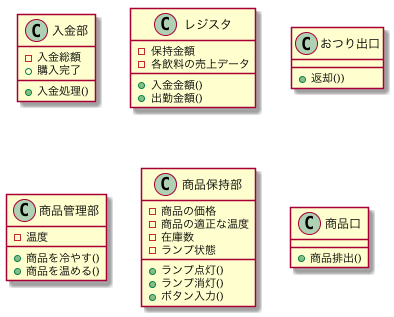 C 入金部
入金総額
購入完了
入金処理()
C レジスタ
保持金額
各飲料の売上データ
入金金額()
出勤金額()
C おつり出口
返却())
C 商品管理部
温度
商品を冷やす()
商品を温める()
C 商品保持部
商品の価格
商品の適正な温度
在庫数
ランプ状態
ランプ点灯()
ランプ消灯()
ボタン入力()
C 商品口
商品排出()